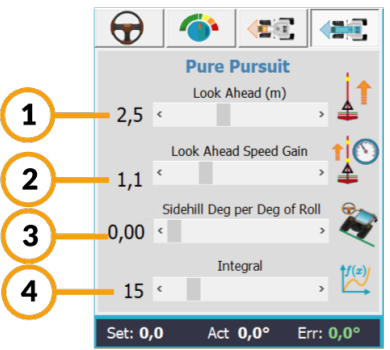 Pure Pursuit
Look Ahead (m)
1
2,5
Look Ahead Speed Gain
2
1,1
Sidehill Deg per Deg of Roll
3
0,00
Integral
f(x)
4
15
Set: 0,0 Act 0,0° Err: 0,0°